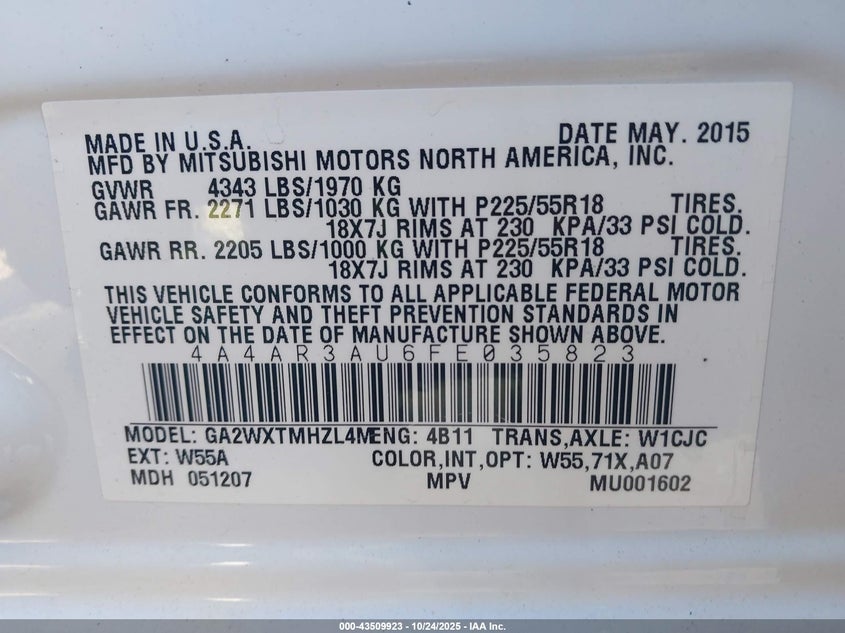 MADE IN U.S.A. DATE MAY. 2015
MFD BY MITSUBISHI MOTORS NORTH AMERICA, INC.
GVWR 4343 LBS/1970 KG
GAWR FR. 2271 LBS/1030 KG WITH P225/55R18 TIRES.
18X7J RIMS AT 230 KPA/33 PSI COLD.
GAWR RR. 2205 LBS/1000 KG WITH P225/55R18 TIRES.
18X7J RIMS AT 230 KPA/33 PSI COLD.
THIS VEHICLE CONFORMS TO ALL APPLICABLE FEDERAL MOTOR
VEHICLE SAFETY AND THEFT PREVENTION STANDARDS IN
EFFECT ON THE DATE OF MANUFACTURE SHOWN ABOVE.
4A4AR3AU6FE035823
MODEL: GA2WXTMHZL4M ENG: 4B11 TRANS,AXLE: W1CJC
EXT: W55A COLOR,INT,OPT: W55,71X,A07
MDH 051207 MPV MU001602
000-43509923 - 10/24/2025 - IAA Inc.